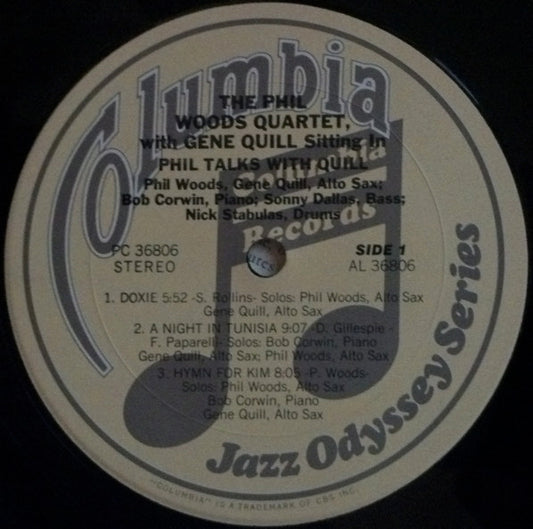 Columbia
THE PHIL
WOODS QUARTET,
with GENE QUILL Sitting In
PHIL TALKS WITH QUILL
Phil Woods, Gene Quill, Alto Sax;
Bob Corwin, Piano; Sonny Dallas, Bass;
Nick Stabulas, Drums
Columbia
Records
PC 36806
STEREO
SIDE 1
AL 36806
1. DOXIE 5:52 -S. Rollins- Solos: Phil Woods, Alto Sax
Gene Quill, Alto Sax
2. A NIGHT IN TUNISIA 9:07 -D. Gillespie -
F. Paparelli- Solos: Bob Corwin, Piano
Gene Quill, Alto Sax; Phil Woods, Alto Sax
3. HYMN FOR KIM 8:05 -P. Woods-
Solos: Phil Woods, Alto Sax
Bob Corwin, Piano
Gene Quill, Alto Sax
Jazz Odyssey Series
"COLUMBIA" IS A TRADEMARK OF CBS INC.